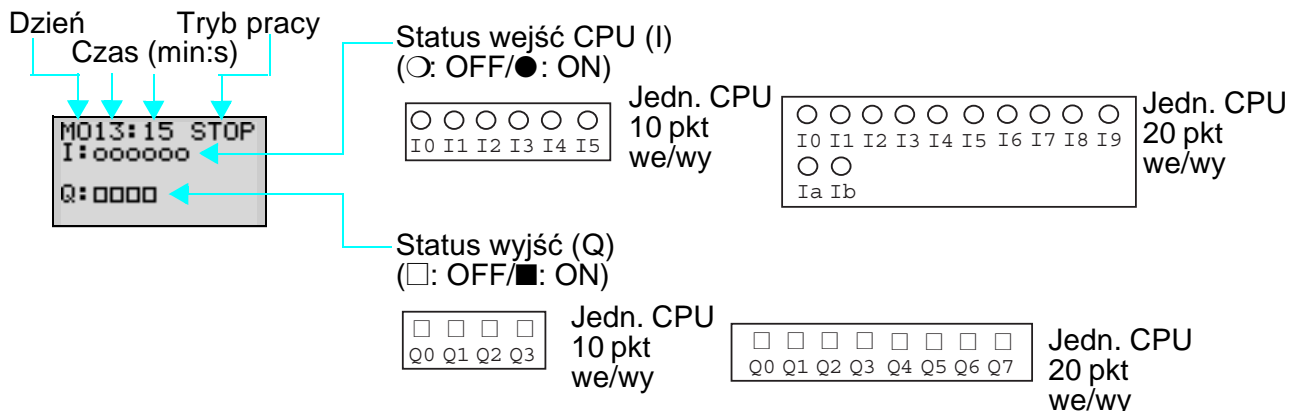 Dzień
Tryb pracy
Czas (min:s)
MO13:15 STOP
I:oooooo
Q:□□□□
Status wejść CPU (I)
(❍: OFF/●: ON)
I0 I1 I2 I3 I4 I5
Jedn. CPU
10 pkt
we/wy
I0 I1 I2 I3 I4 I5 I6 I7 I8 I9
Ia Ib
Jedn. CPU
20 pkt
we/wy
Status wyjść (Q)
(□: OFF/■: ON)
Q0 Q1 Q2 Q3
Jedn. CPU
10 pkt
we/wy
Q0 Q1 Q2 Q3 Q4 Q5 Q6 Q7
Jedn. CPU
20 pkt
we/wy